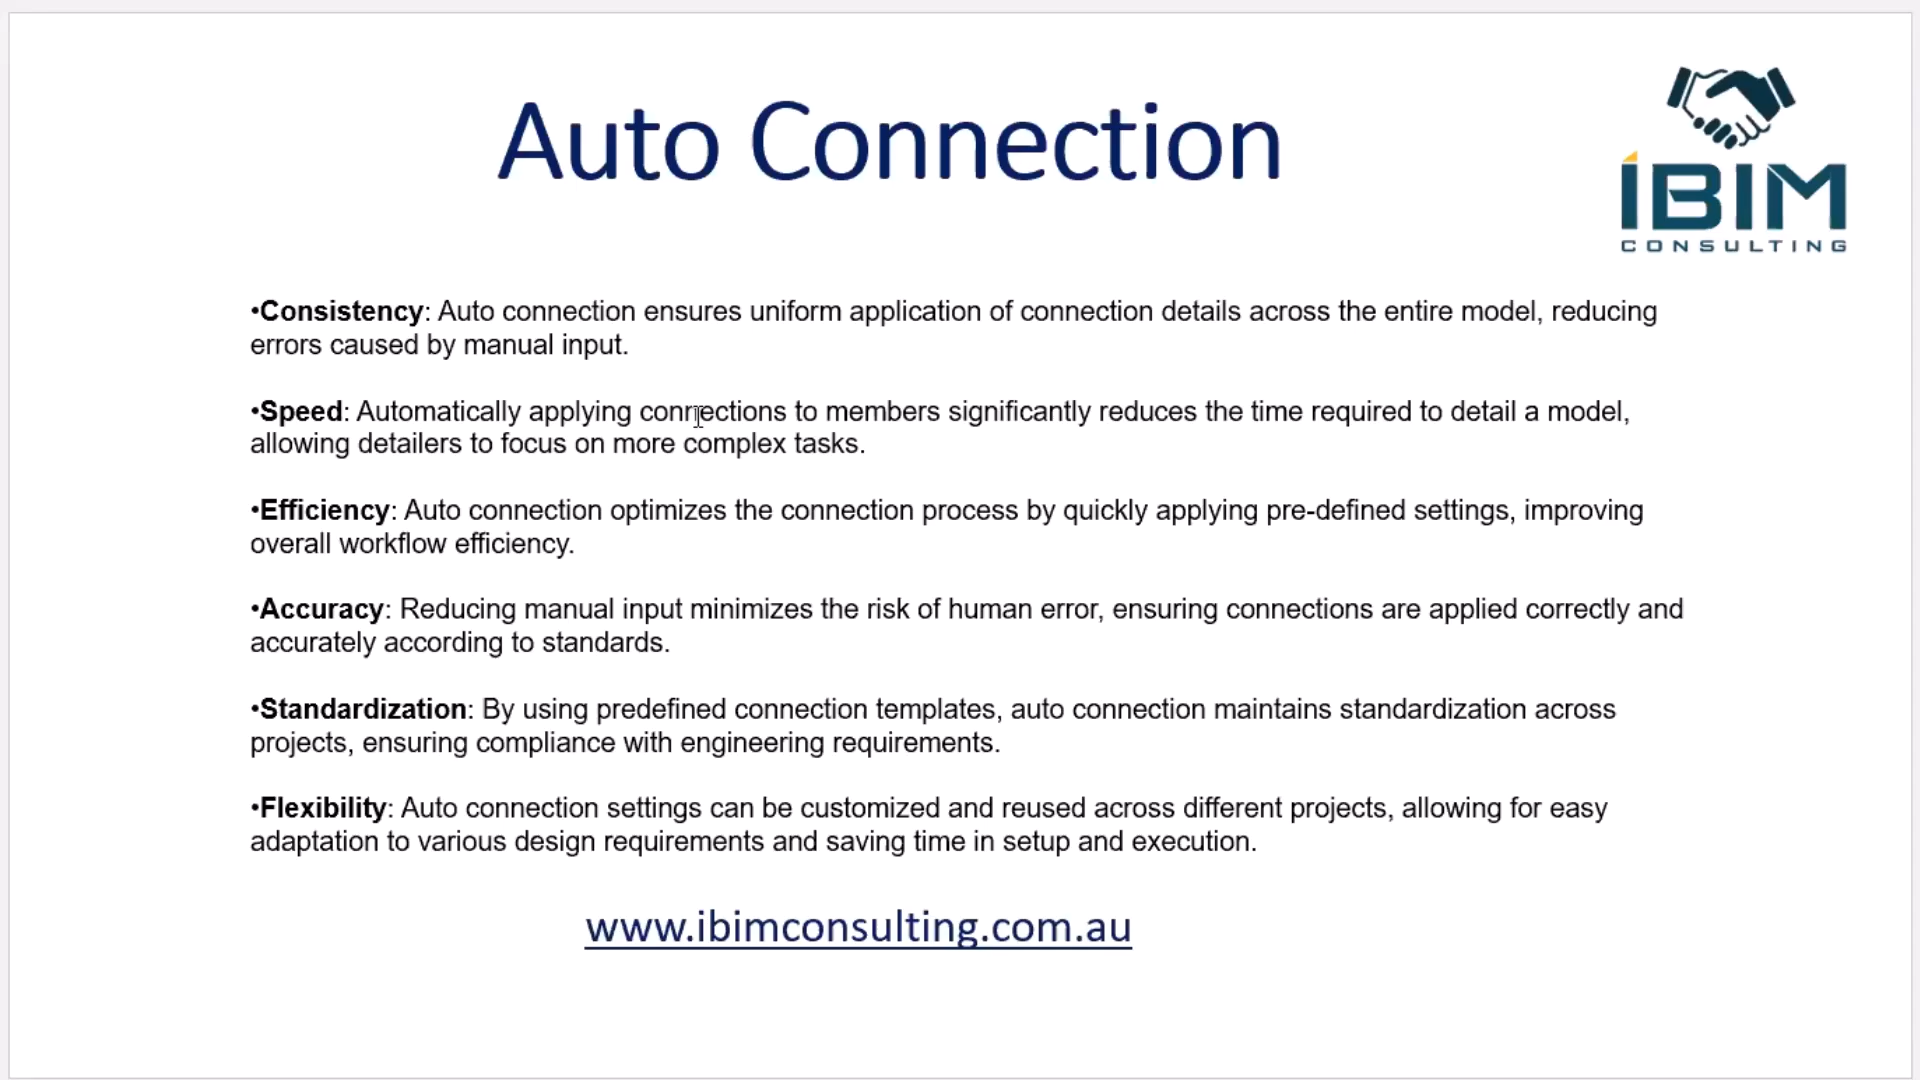 Auto Connection
iBIM
CONSULTING
•Consistency: Auto connection ensures uniform application of connection details across the entire model, reducing
errors caused by manual input.
•Speed: Automatically applying connections to members significantly reduces the time required to detail a model,
allowing detailers to focus on more complex tasks.
•Efficiency: Auto connection optimizes the connection process by quickly applying pre-defined settings, improving
overall workflow efficiency.
•Accuracy: Reducing manual input minimizes the risk of human error, ensuring connections are applied correctly and
accurately according to standards.
•Standardization: By using predefined connection templates, auto connection maintains standardization across
projects, ensuring compliance with engineering requirements.
•Flexibility: Auto connection settings can be customized and reused across different projects, allowing for easy
adaptation to various design requirements and saving time in setup and execution.
www.ibimconsulting.com.au